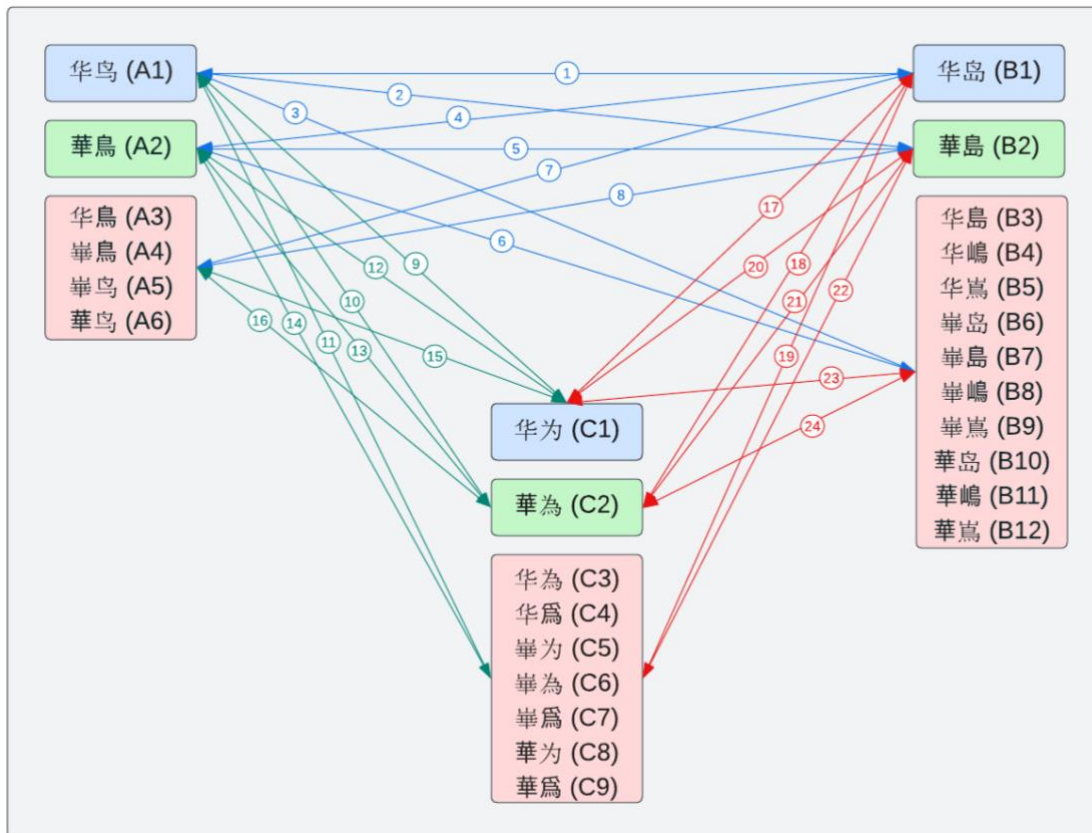 华鸟 (A1)
華鳥 (A2)
华鳥 (A3)
崋鳥 (A4)
崋鸟 (A5)
華鸟 (A6)
华岛 (B1)
華島 (B2)
华島 (B3)
华嶋 (B4)
华嶌 (B5)
崋岛 (B6)
崋島 (B7)
崋嶋 (B8)
崋嶌 (B9)
華岛 (B10)
華嶋 (B11)
華嶌 (B12)
华为 (C1)
華為 (C2)
华為 (C3)
华爲 (C4)
崋为 (C5)
崋為 (C6)
崋爲 (C7)
華为 (C8)
華爲 (C9)
1
2
3
4
5
7
8
6
17
12
9
20
18
10
21
22
16
14
11
13
15
19
23
24